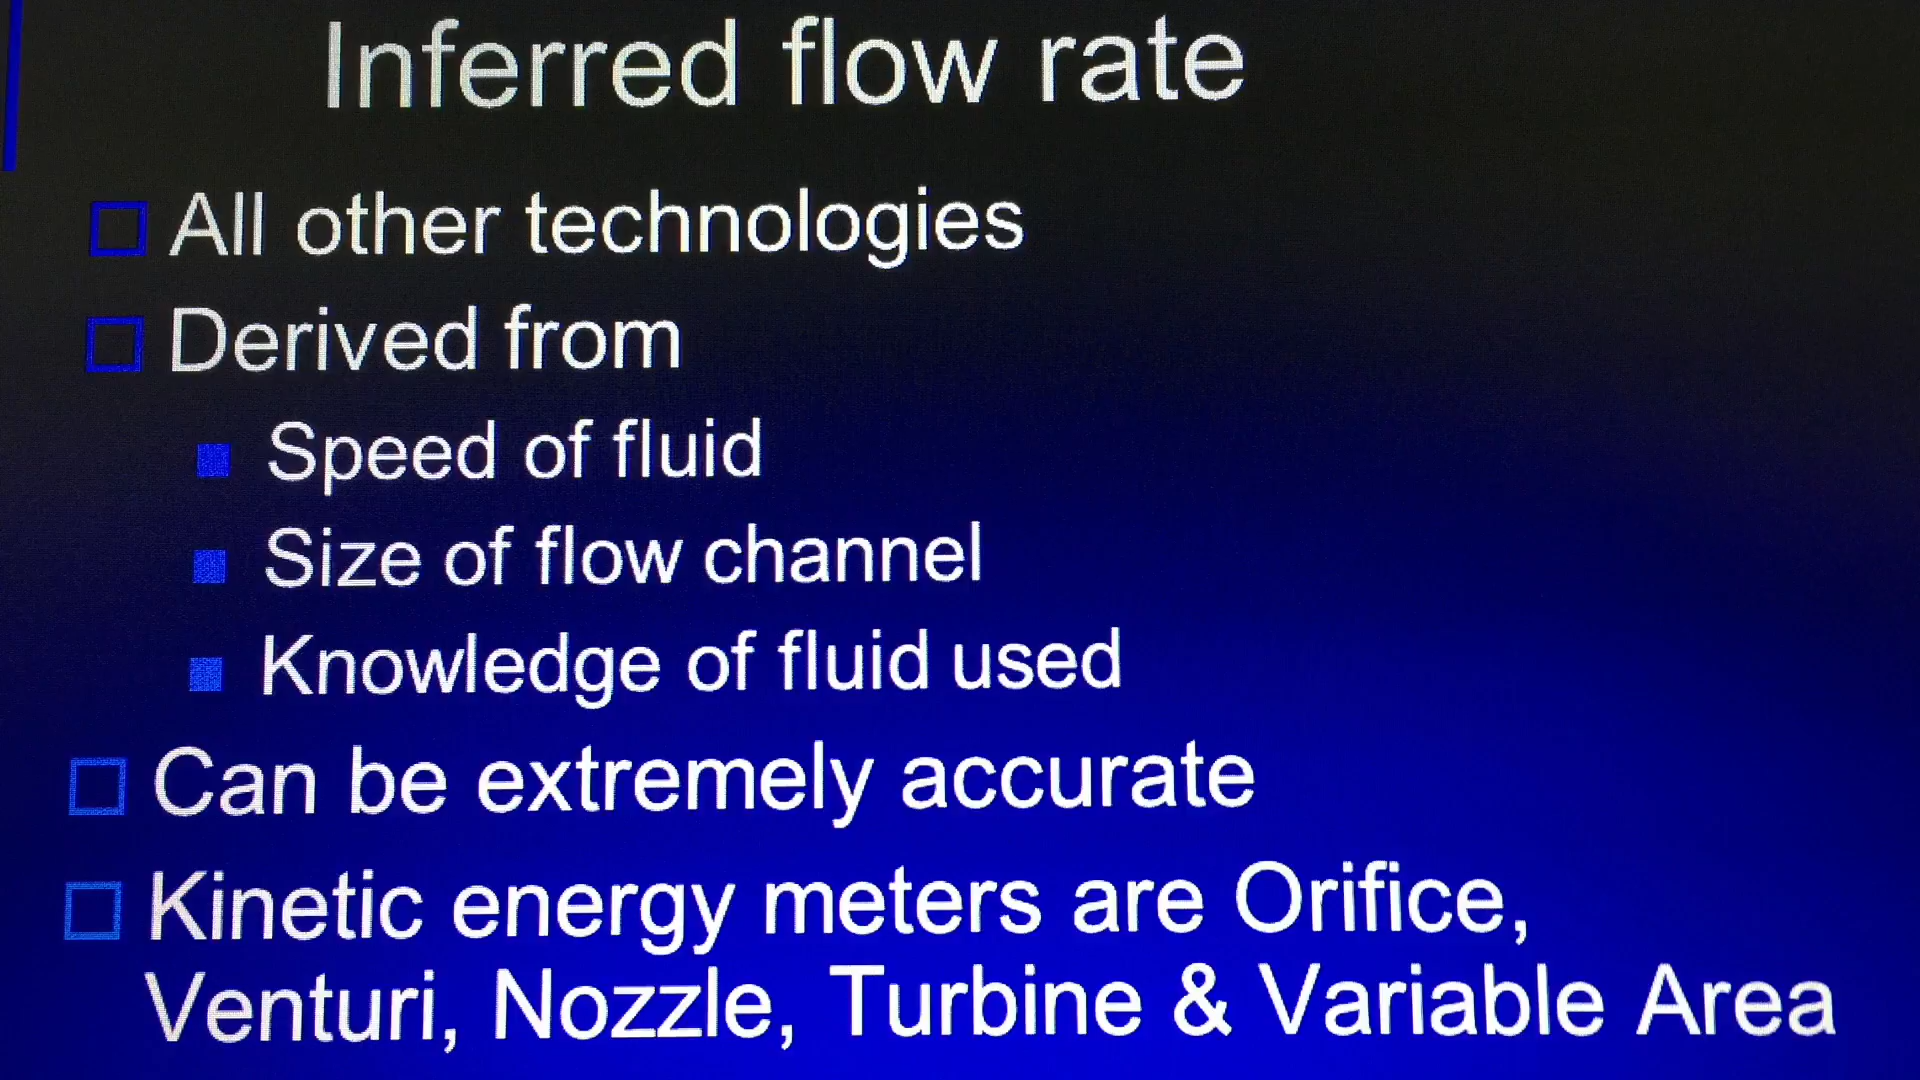 Inferred flow rate
All other technologies
Derived from
Speed of fluid
Size of flow channel
Knowledge of fluid used
Can be extremely accurate
Kinetic energy meters are Orifice,
Venturi, Nozzle, Turbine & Variable Area